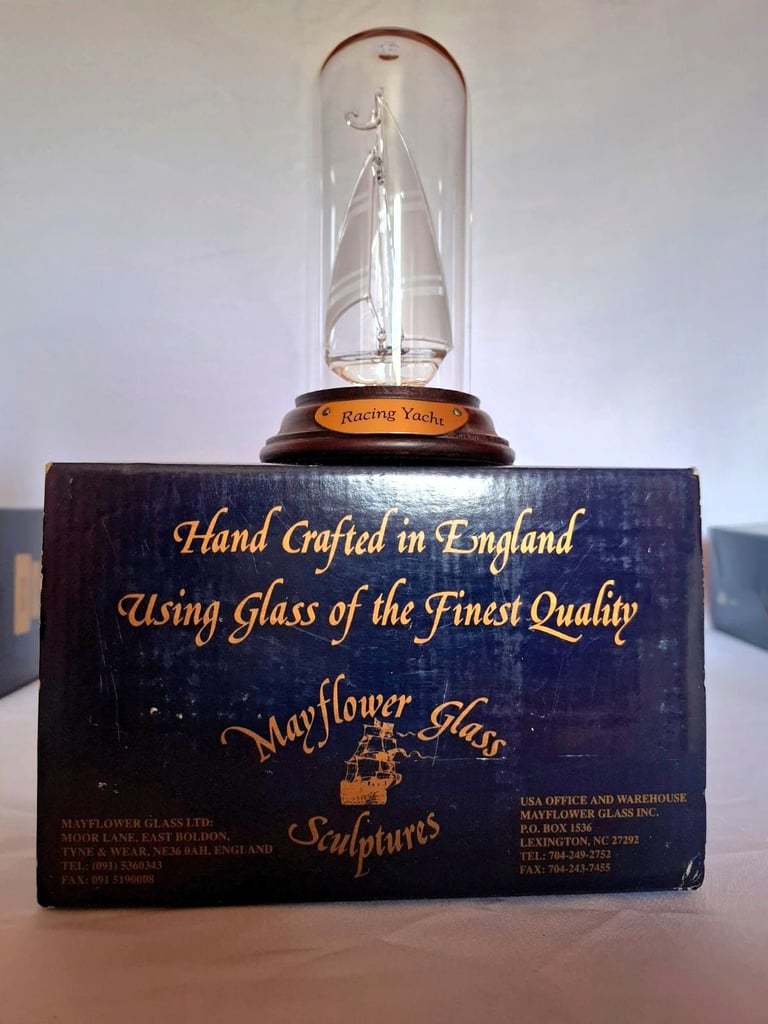 Racing Yacht
Hand Crafted in England
Using Glass of the Finest Quality
Mayflower Glass
Sculptures
MAYFLOWER GLASS LTD:
MOOR LANE, EAST BOLDON,
TYNE & WEAR, NE36 0AH, ENGLAND
TEL: (091) 5360343
FAX: 091 5190008
USA OFFICE AND WAREHOUSE
MAYFLOWER GLASS INC.
P.O. BOX 1536
LEXINGTON, NC 27292
TEL: 704-249-2752
FAX: 704-243-7455